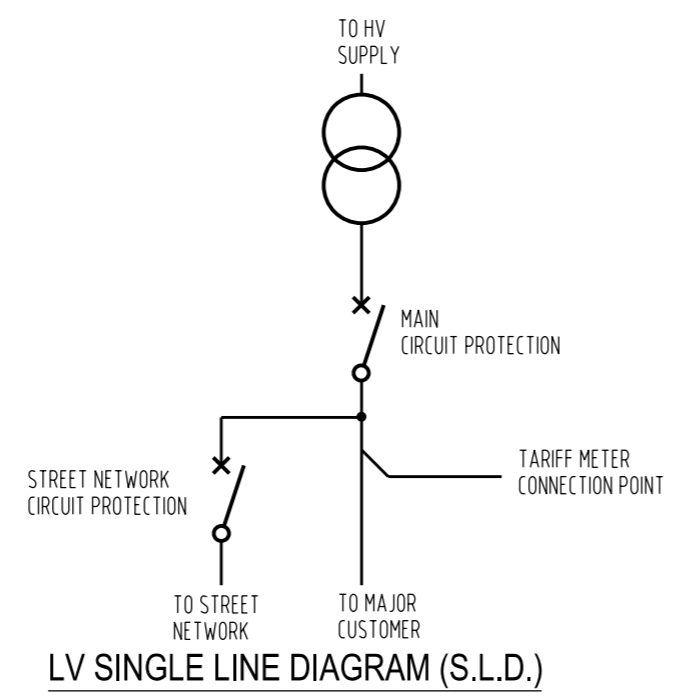 TO HV
SUPPLY
MAIN
CIRCUIT PROTECTION
TARIFF METER
CONNECTION POINT
STREET NETWORK
CIRCUIT PROTECTION
TO STREET
NETWORK
TO MAJOR
CUSTOMER
LV SINGLE LINE DIAGRAM (S.L.D.)